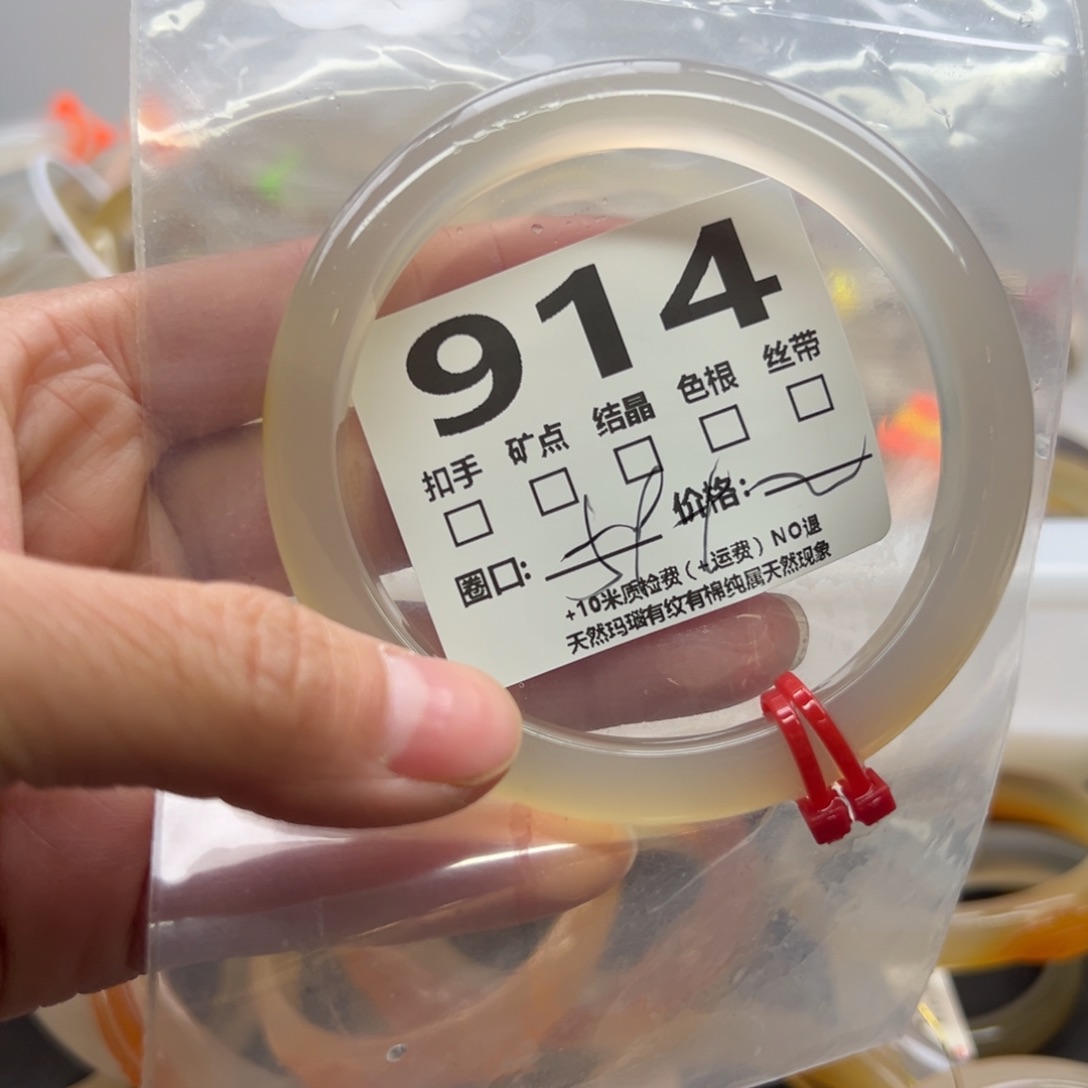 914
扣手 矿点 结晶 色根 丝带
圈口: 价格:
+10米质检费(+运费)NO退
天然玛瑙有纹有棉纯属天然现象